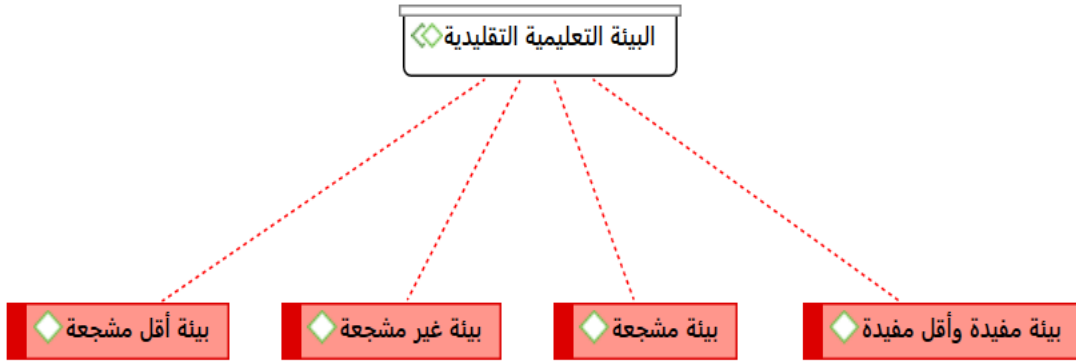 البيئة التعليمية التقليدية
بيئة مفيدة وأقل مفيدة
بيئة مشجعة
بيئة غير مشجعة
بيئة أقل مشجعة